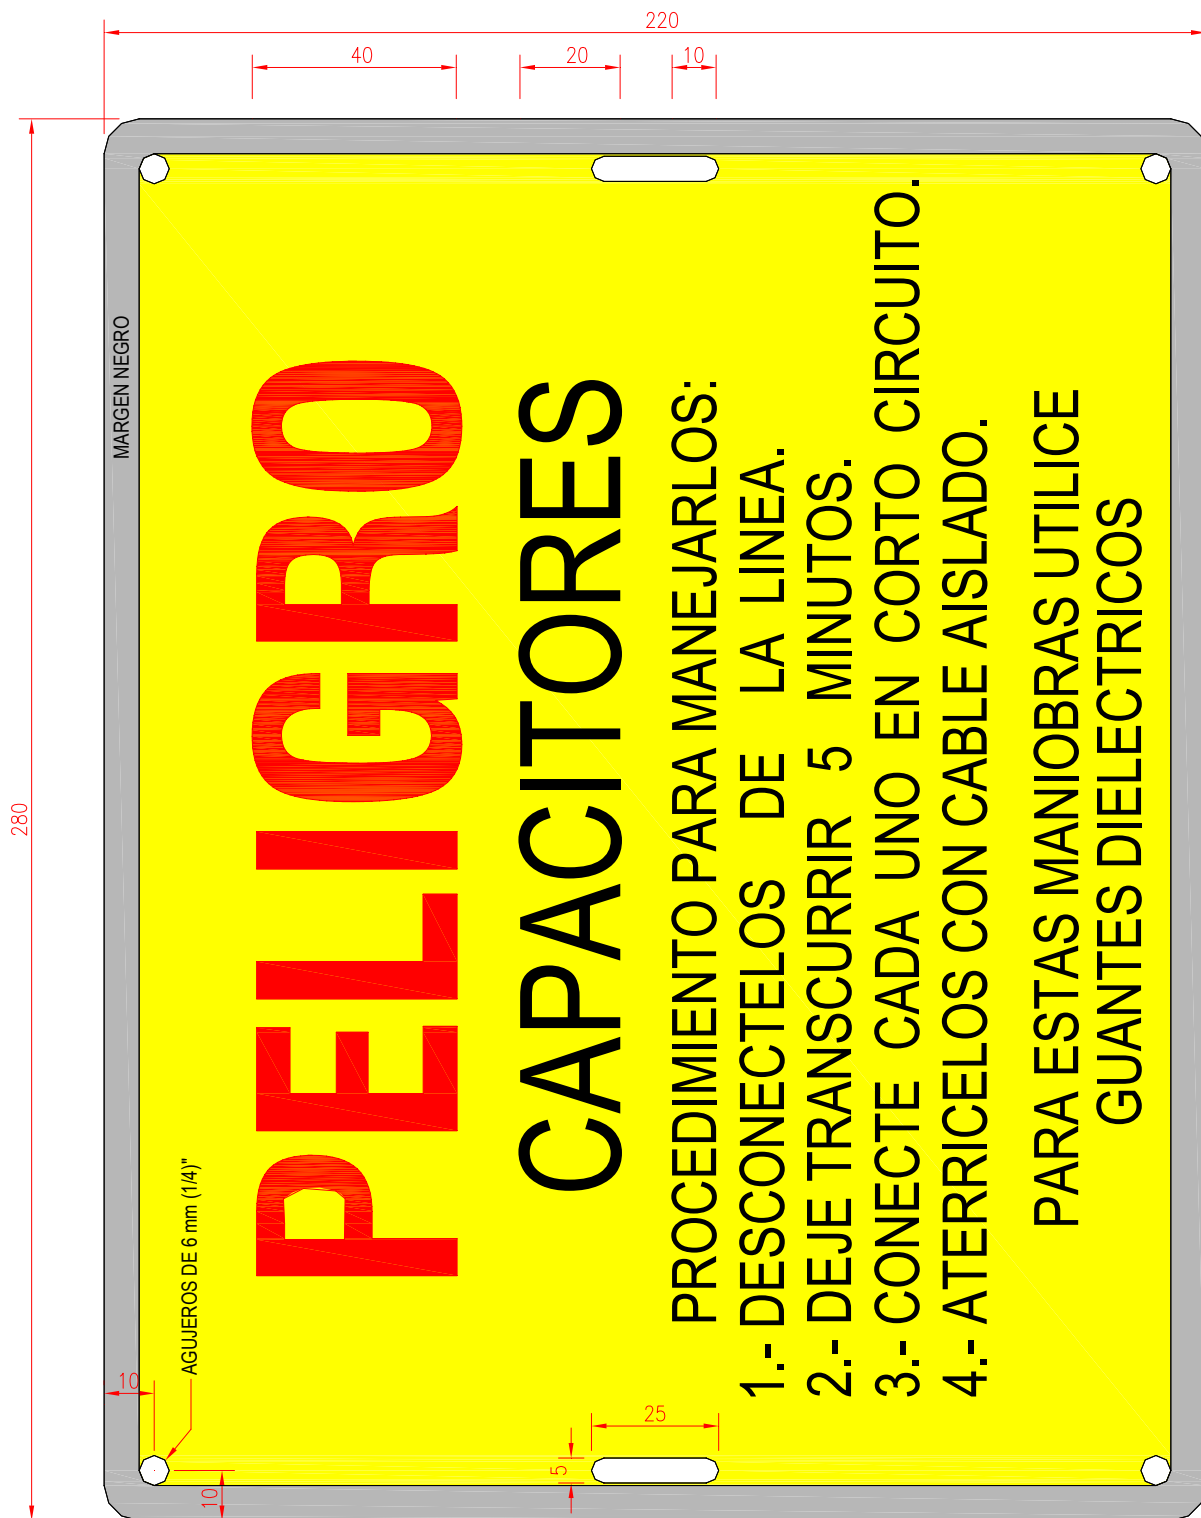 220
40
20
10
280
MARGEN NEGRO
PELIGRO
CAPACITORES
PROCEDIMIENTO PARA MANEJARLOS:
1.- DESCONECTELOS DE LA LINEA.
2.- DEJE TRANSCURRIR 5 MINUTOS.
3.- CONECTE CADA UNO EN CORTO CIRCUITO.
4.- ATERRICELOS CON CABLE AISLADO.
PARA ESTAS MANIOBRAS UTILICE
GUANTES DIELECTRICOS
AGUJEROS DE 6 mm (1/4)"
10
10
25
5